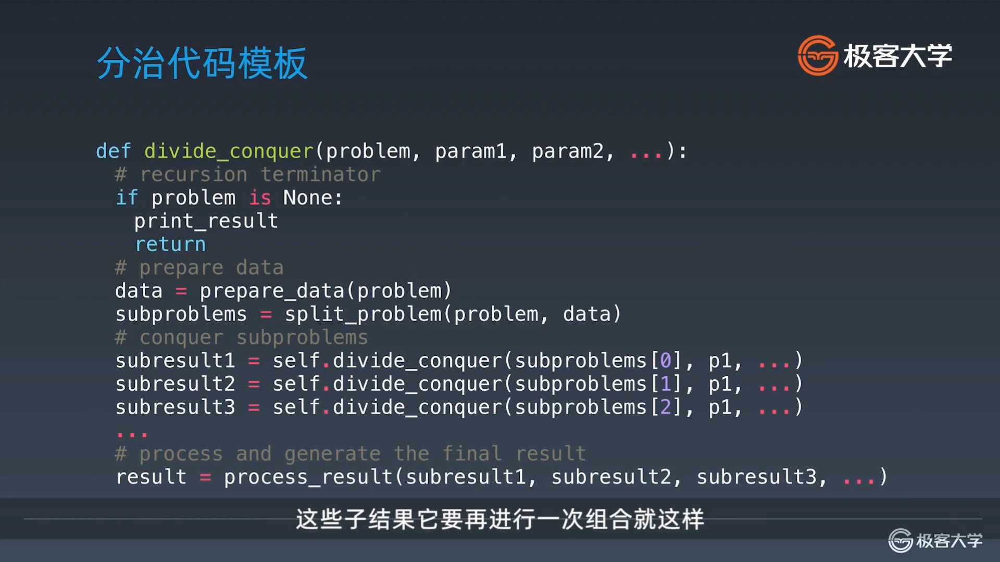 分治代码模板
极客大学
def divide_conquer(problem, param1, param2, ...):
  # recursion terminator
  if problem is None:
    print_result
    return
  # prepare data
  data = prepare_data(problem)
  subproblems = split_problem(problem, data)
  # conquer subproblems
  subresult1 = self.divide_conquer(subproblems[0], p1, ...)
  subresult2 = self.divide_conquer(subproblems[1], p1, ...)
  subresult3 = self.divide_conquer(subproblems[2], p1, ...)
  ...
  # process and generate the final result
  result = process_result(subresult1, subresult2, subresult3, ...)
这些子结果它要再进行一次组合就这样
极客大学